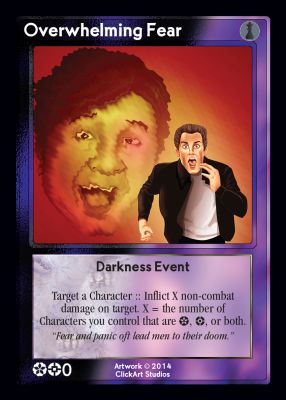 Overwhelming Fear
Darkness Event
Target a Character :: Inflict X non-combat
damage on target. X = the number of
Characters you control that are , , or both.
"Fear and panic oft lead men to their doom."
0
Artwork © 2014
ClickArt Studios